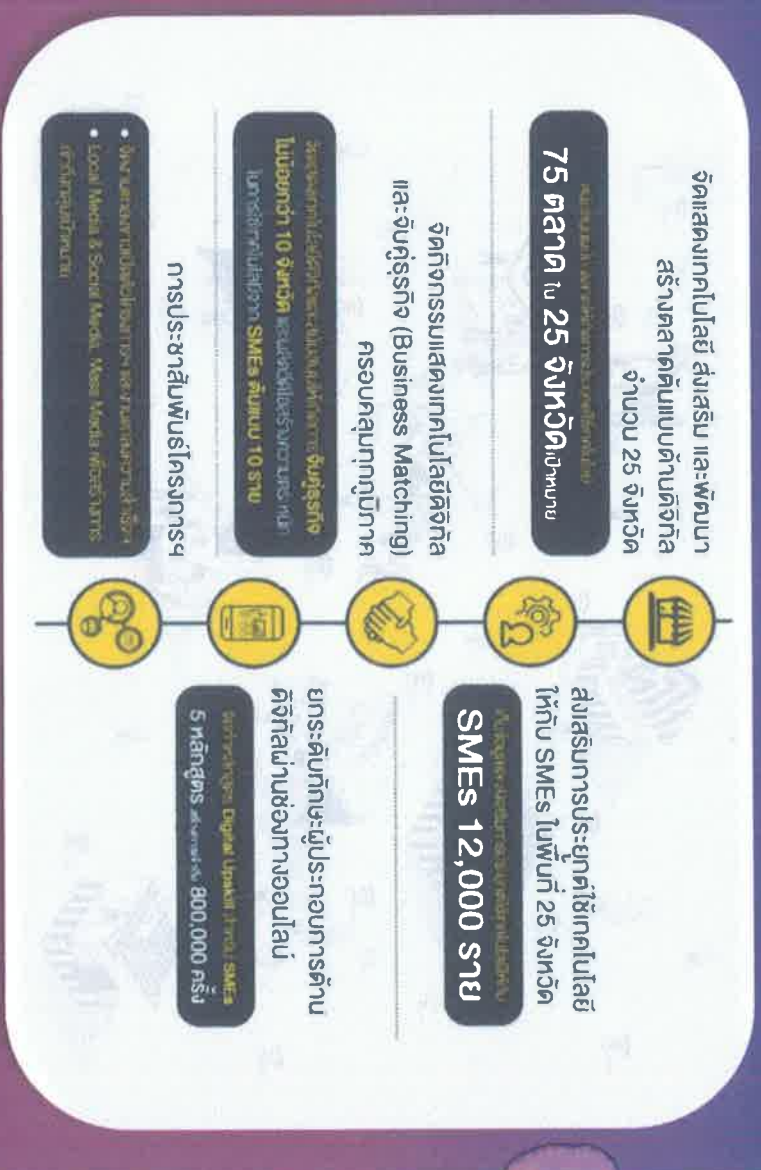 จัดแสดงเทคโนโลยี ส่งเสริม และพัฒนา
สร้างตลาดต้นแบบด้านดิจิทัล
จำนวน 25 จังหวัด
75 ตลาด ใน 25 จังหวัดเป้าหมาย
ส่งเสริมการประยุกต์ใช้เทคโนโลยี
ให้กับ SMEs ในพื้นที่ 25 จังหวัด
SMEs 12,000 ราย
จัดกิจกรรมแสดงเทคโนโลยีดิจิทัล
และจับคู่ธุรกิจ (Business Matching)
ครอบคลุมทุกภูมิภาค
จับคู่ธุรกิจ
ไม่น้อยกว่า 10 จังหวัด
SMEs ต้นแบบ 10 ราย
ยกระดับทักษะผู้ประกอบการด้าน
ดิจิทัลผ่านช่องทางออนไลน์
Digital Upskill สำหรับ SMEs
5 หลักสูตร 800,000 ครั้ง
การประชาสัมพันธ์โครงการฯ
• Local Media & Social Media, Mass Media